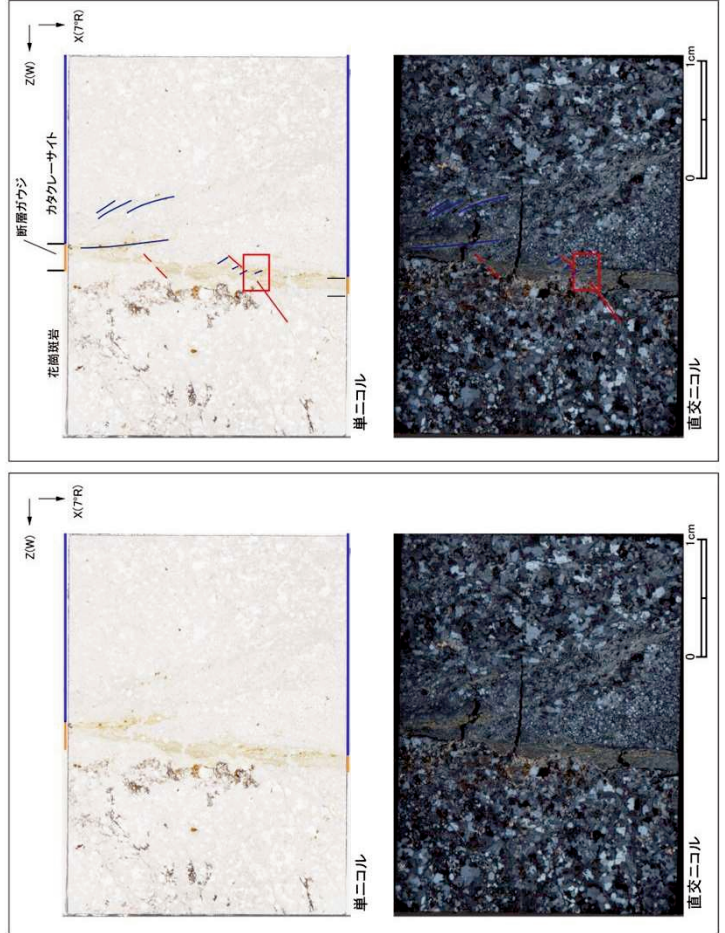 Z(W)
X(7°R)
断層ガウジ
カタクレーサイト
花崗斑岩
単ニコル
直交ニコル
0
1cm
Z(W)
X(7°R)
単ニコル
直交ニコル
0
1cm